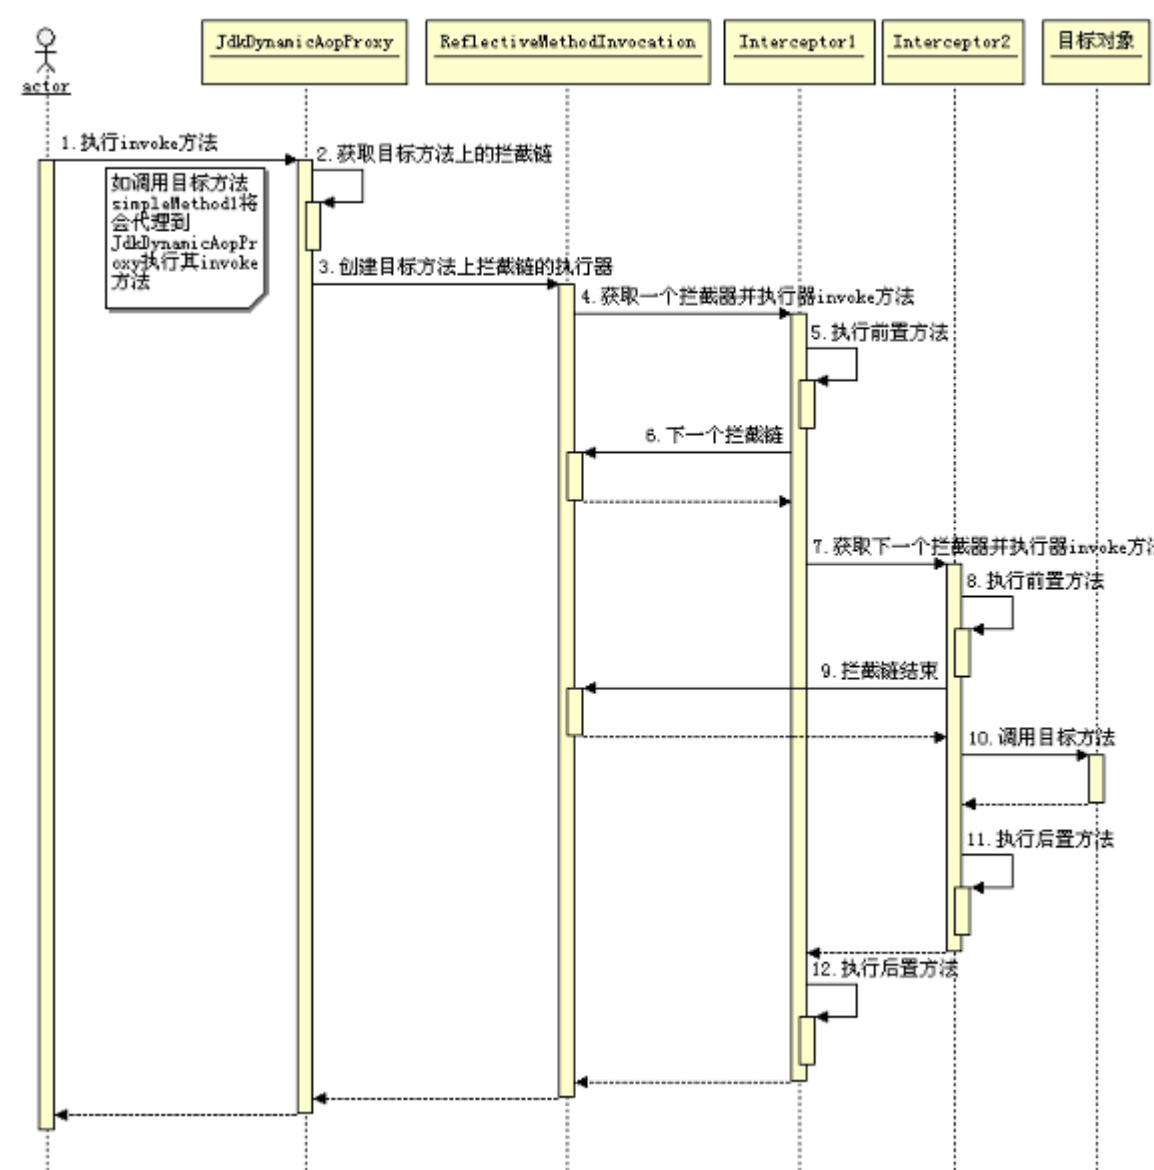 actor
JdkDynamicAopProxy
ReflectiveMethodInvocation
Interceptor1
Interceptor2
目标对象
1.执行invoke方法
2.获取目标方法上的拦截链
如调用目标方法
simpleMethod1将
会代理到
JdkDynamicAopPr
oxy执行其invoke
方法
3.创建目标方法上拦截链的执行器
4.获取一个拦截器并执行器invoke方法
5.执行前置方法
6.下一个拦截链
7.获取下一个拦截器并执行器invoke方
8.执行前置方法
9.拦截链结束
10.调用目标方法
11.执行后置方法
12.执行后置方法